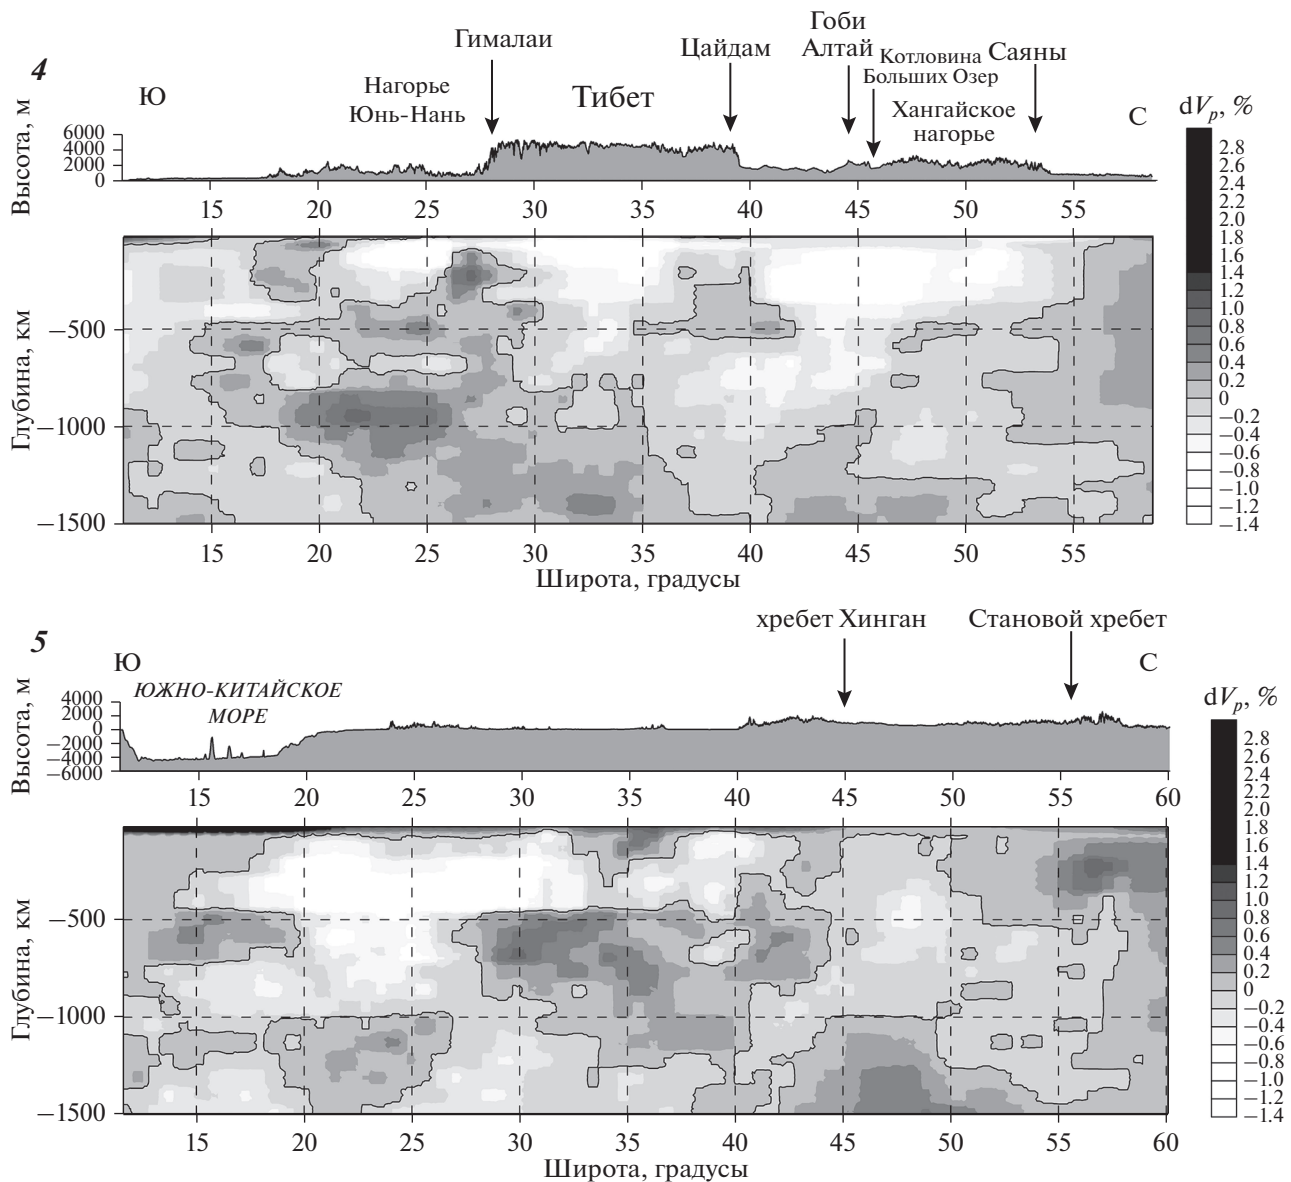 4
Ю
Нагорье
Юнь-Нань
Гималаи
Тибет
Цайдам
Гоби
Алтай
Котловина
Больших Озер
Саяны
Хангайское
нагорье
С
dVp, %
Высота, м
6000
4000
2000
0
15 20 25 30 35 40 45 50 55
2.8
2.6
2.4
2.2
2.0
1.8
1.6
1.4
1.2
1.0
0.8
0.6
0.4
0.2
0
−0.2
−0.4
−0.6
−0.8
−1.0
−1.2
−1.4
Глубина, км
−500
−1000
−1500
15 20 25 30 35 40 45 50 55
Широта, градусы
5
Ю
ЮЖНО-КИТАЙСКОЕ
МОРЕ
хребет Хинган
Становой хребет
С
dVp, %
Высота, м
4000
2000
0
−2000
−4000
−6000
15 20 25 30 35 40 45 50 55 60
2.8
2.6
2.4
2.2
2.0
1.8
1.6
1.4
1.2
1.0
0.8
0.6
0.4
0.2
0
−0.2
−0.4
−0.6
−0.8
−1.0
−1.2
−1.4
Глубина, км
−500
−1000
−1500
15 20 25 30 35 40 45 50 55 60
Широта, градусы